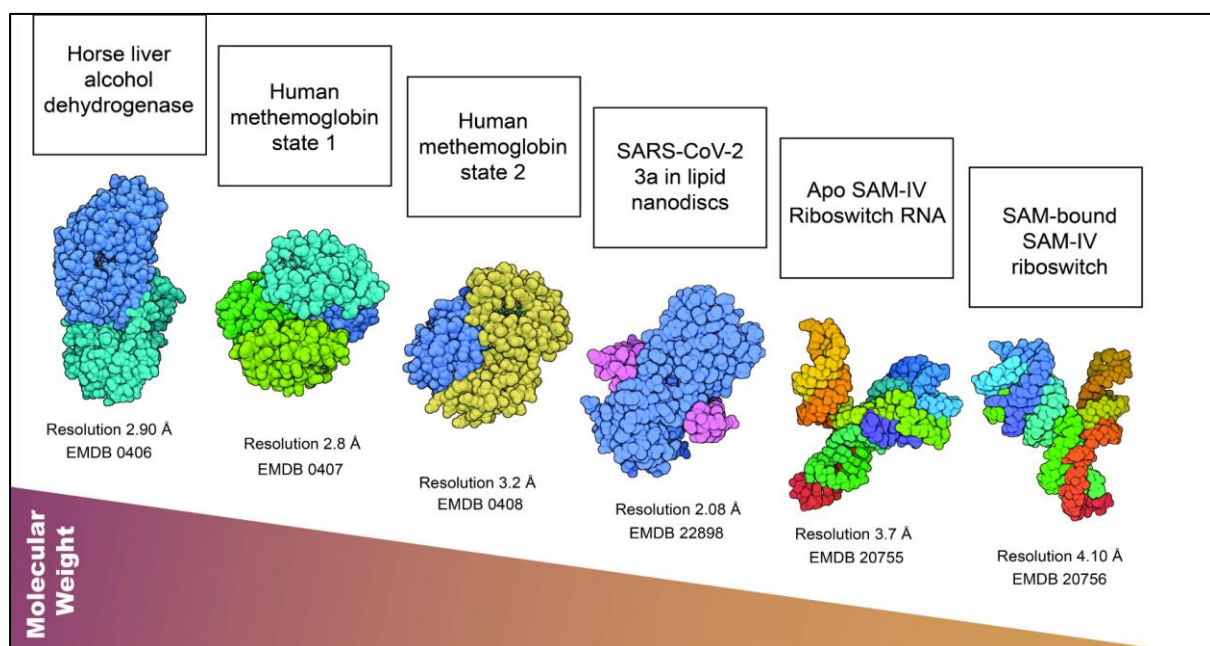 Horse liver
alcohol
dehydrogenase
Human
methemoglobin
state 1
Human
methemoglobin
state 2
SARS-CoV-2
3a in lipid
nanodiscs
Apo SAM-IV
Riboswitch RNA
SAM-bound
SAM-IV
riboswitch
Resolution 2.90 Å
EMDB 0406
Resolution 2.8 Å
EMDB 0407
Resolution 3.2 Å
EMDB 0408
Resolution 2.08 Å
EMDB 22898
Resolution 3.7 Å
EMDB 20755
Resolution 4.10 Å
EMDB 20756
Molecular
Weight